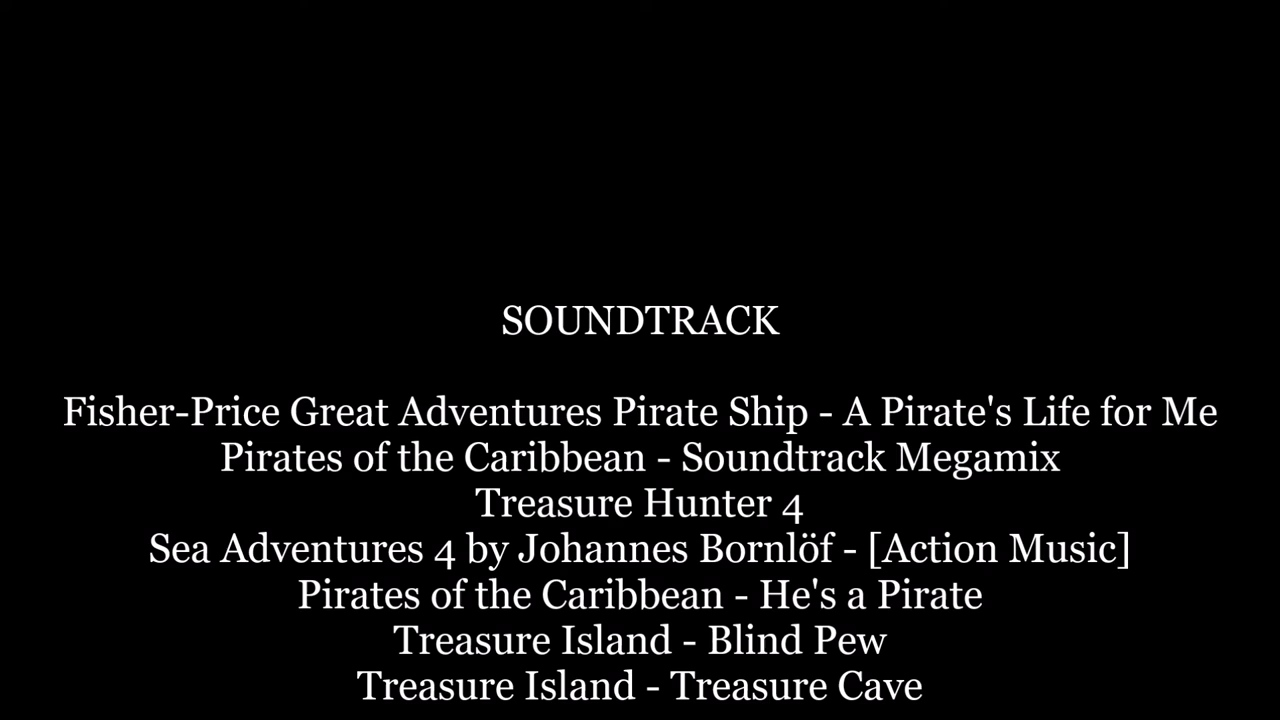 SOUNDTRACK
Fisher-Price Great Adventures Pirate Ship - A Pirate's Life for Me
Pirates of the Caribbean - Soundtrack Megamix
Treasure Hunter 4
Sea Adventures 4 by Johannes Bornlöf - [Action Music]
Pirates of the Caribbean - He's a Pirate
Treasure Island - Blind Pew
Treasure Island - Treasure Cave